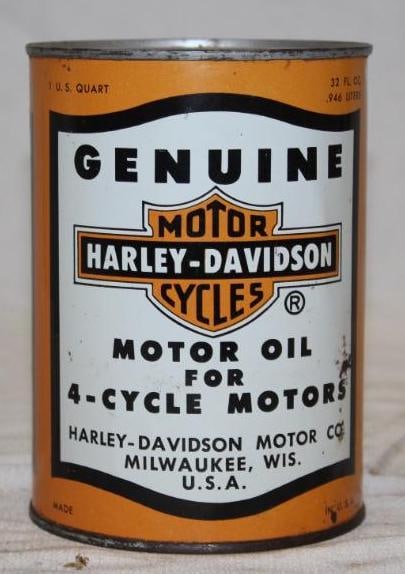 1 U.S. QUART
32 FL. OZ.
.946 LITERS
GENUINE
MOTOR
HARLEY-DAVIDSON
CYCLES
®
MOTOR OIL
FOR
4-CYCLE MOTORS
HARLEY-DAVIDSON MOTOR CO.
MILWAUKEE, WIS.
U.S.A.
MADE
IN U.S.A.